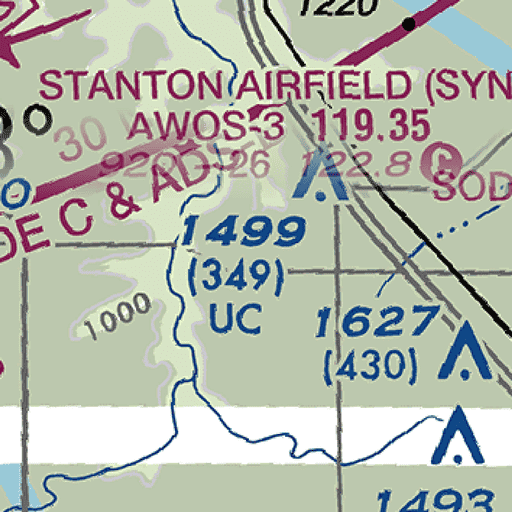 1220
STANTON AIRFIELD (SYN
AWOS-3 119.35
30
920 -26 122.8 C
SOD
DE C & AD
1499
(349)
UC
1000
1627
(430)
1493